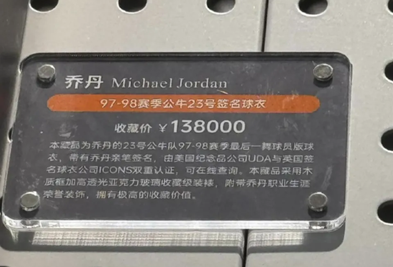 乔丹 Michael Jordan
97-98赛季公牛23号签名球衣
收藏价 ¥138000
本藏品为乔丹的23号公牛队97-98赛季最后一舞球员版球
衣，带有乔丹亲笔签名，由美国纪念品公司UDA与英国签
名球衣公司ICONS双重认证，可在线查询。本藏品采用木
质框加高透光亚克力玻璃收藏级装裱，附带乔丹职业生涯
荣誉装饰，拥有极高的收藏价值。